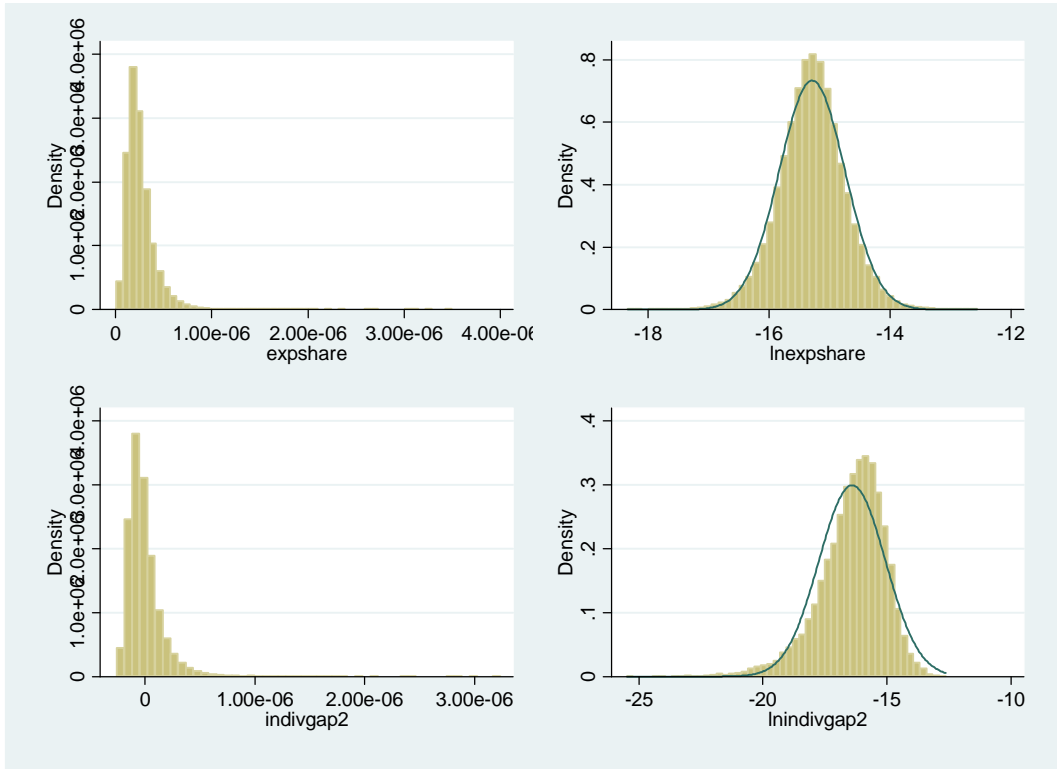 Density
0 1.0e+06 2.0e+06 3.0e+06 4.0e+06
0 1.00e-06 2.00e-06 3.00e-06 4.00e-0
expshare
Density
0 .2 .4 .6 .8
-18 -16 -14 -12
lnexpshare
Density
0 1.0e+06 2.0e+06 3.0e+06 4.0e+06
0 1.00e-06 2.00e-06 3.00e-06
indivgap2
Density
0 .1 .2 .3 .4
-25 -20 -15 -10
lnindivgap2